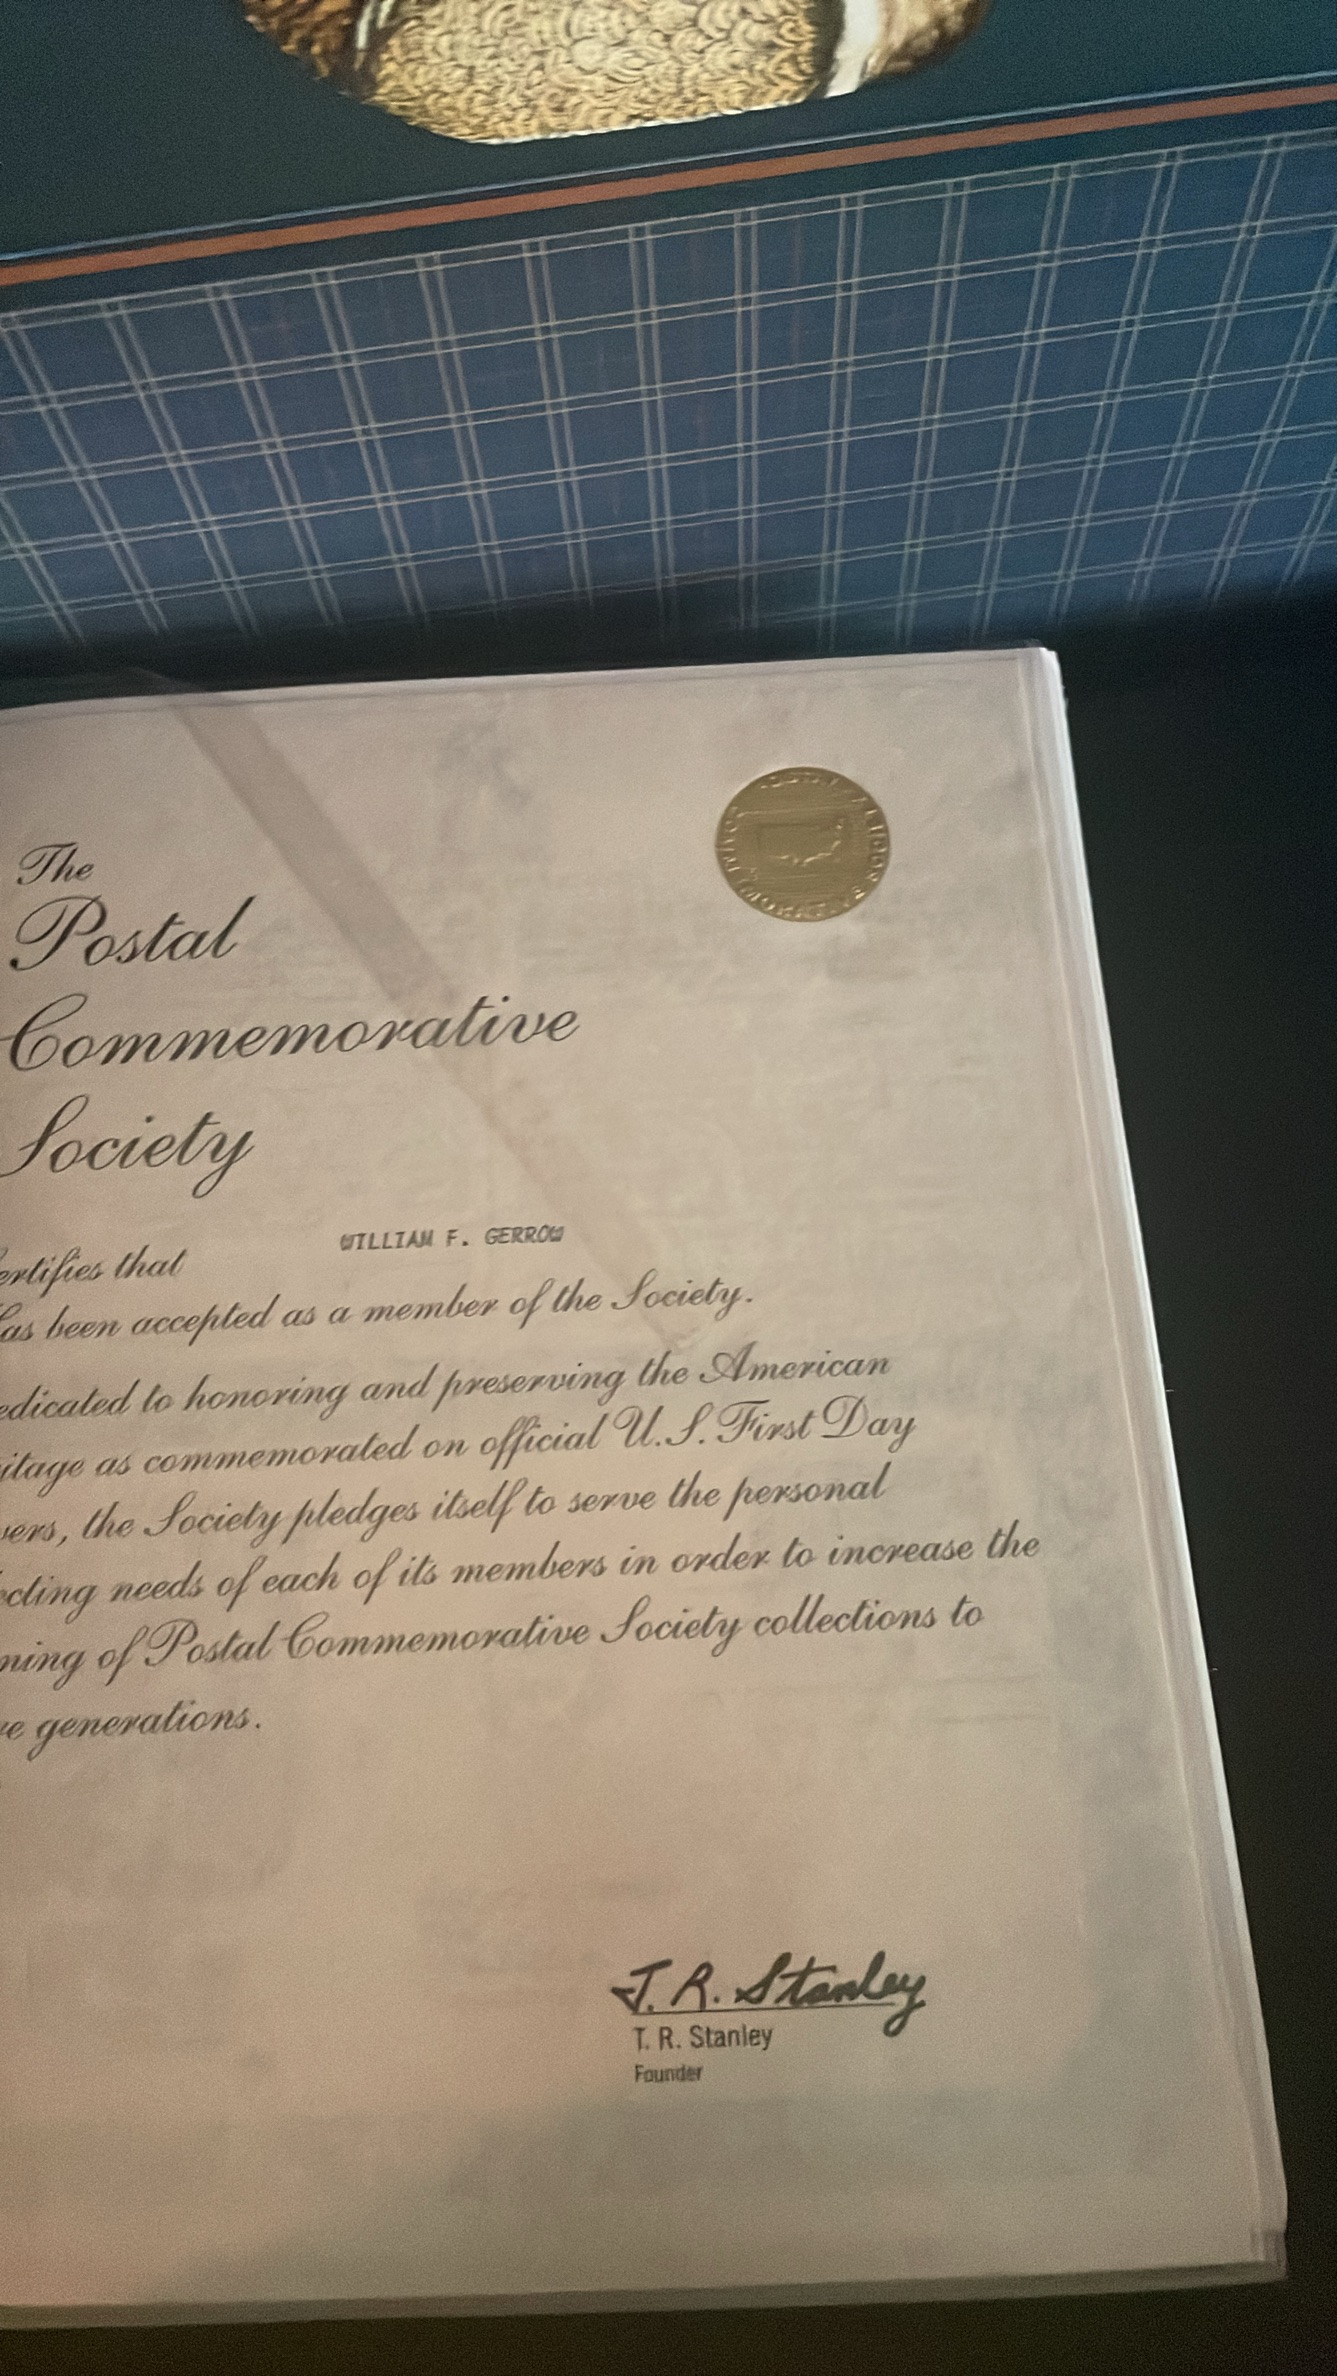 The
Postal
Commemorative
Society
WILLIAM F. GERROW
ertifies that
as been accepted as a member of the Society.
edicated to honoring and preserving the American
itage as commemorated on official U.S. First Day
vers, the Society pledges itself to serve the personal
ecting needs of each of its members in order to increase the
ning of Postal Commemorative Society collections to
ve generations.
T. R. Stanley
T. R. Stanley
Founder